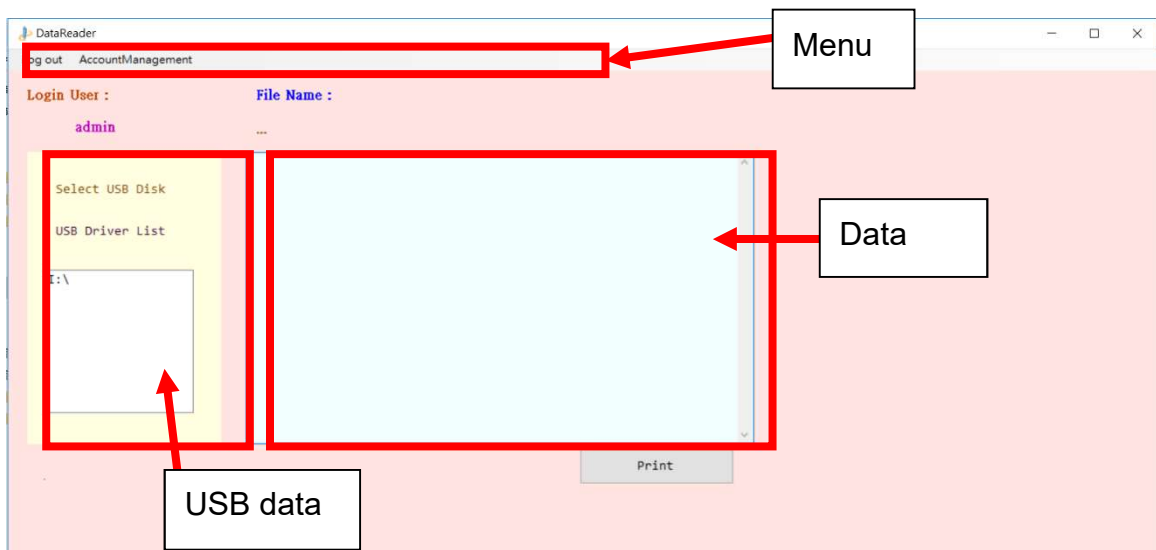 DataReader
Menu
og out AccountManagement
Login User :
File Name :
admin
...
Select USB Disk
USB Driver List
I:\
Data
Print
USB data